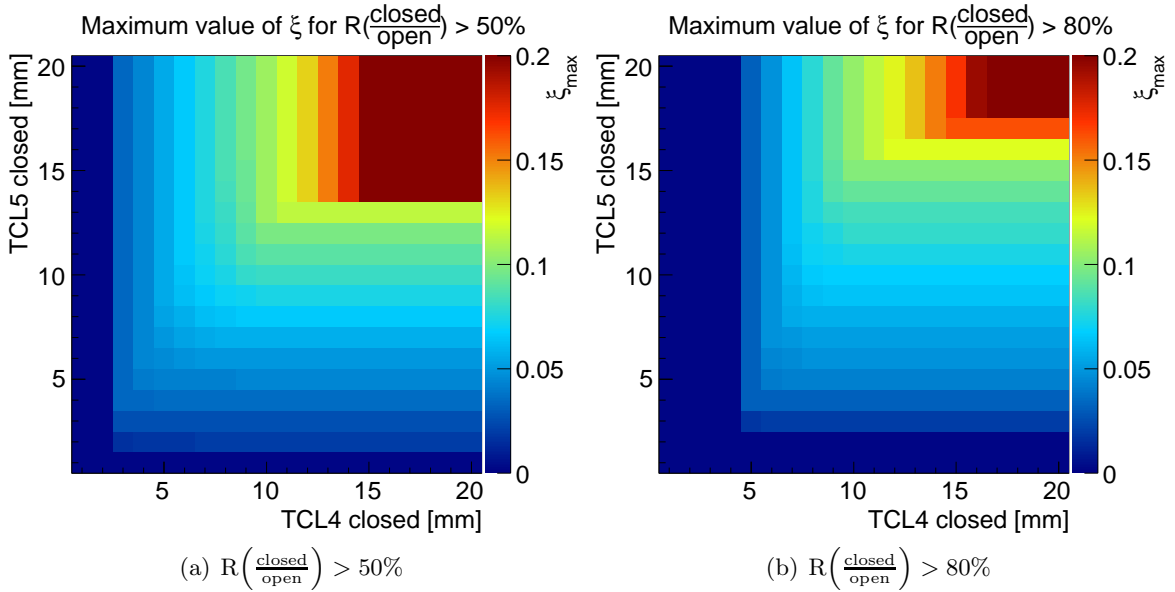 Maximum value of ξ for R(closed/open) > 50%
TCL5 closed [mm]
20
15
10
5
5
10
15
20
TCL4 closed [mm]
0.2
0.15
0.1
0.05
0
ξmax
(a) R(closed/open) > 50%
Maximum value of ξ for R(closed/open) > 80%
TCL5 closed [mm]
20
15
10
5
5
10
15
20
TCL4 closed [mm]
0.2
0.15
0.1
0.05
0
ξmax
(b) R(closed/open) > 80%